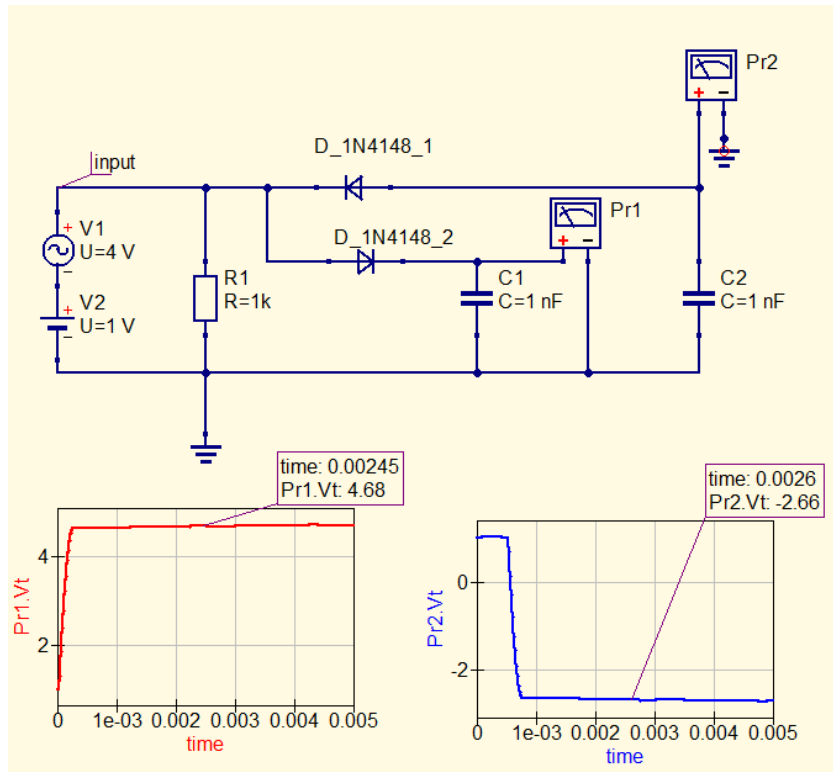 Pr2
D_1N4148_1
input
Pr1
V1
U=4 V
D_1N4148_2
R1
R=1k
C1
C=1 nF
C2
C=1 nF
V2
U=1 V
time: 0.00245
Pr1.Vt: 4.68
time: 0.0026
Pr2.Vt: -2.66
Pr1.Vt
4
2
0 1e-03 0.002 0.003 0.004 0.005
time
Pr2.Vt
0
-2
0 1e-03 0.002 0.003 0.004 0.005
time